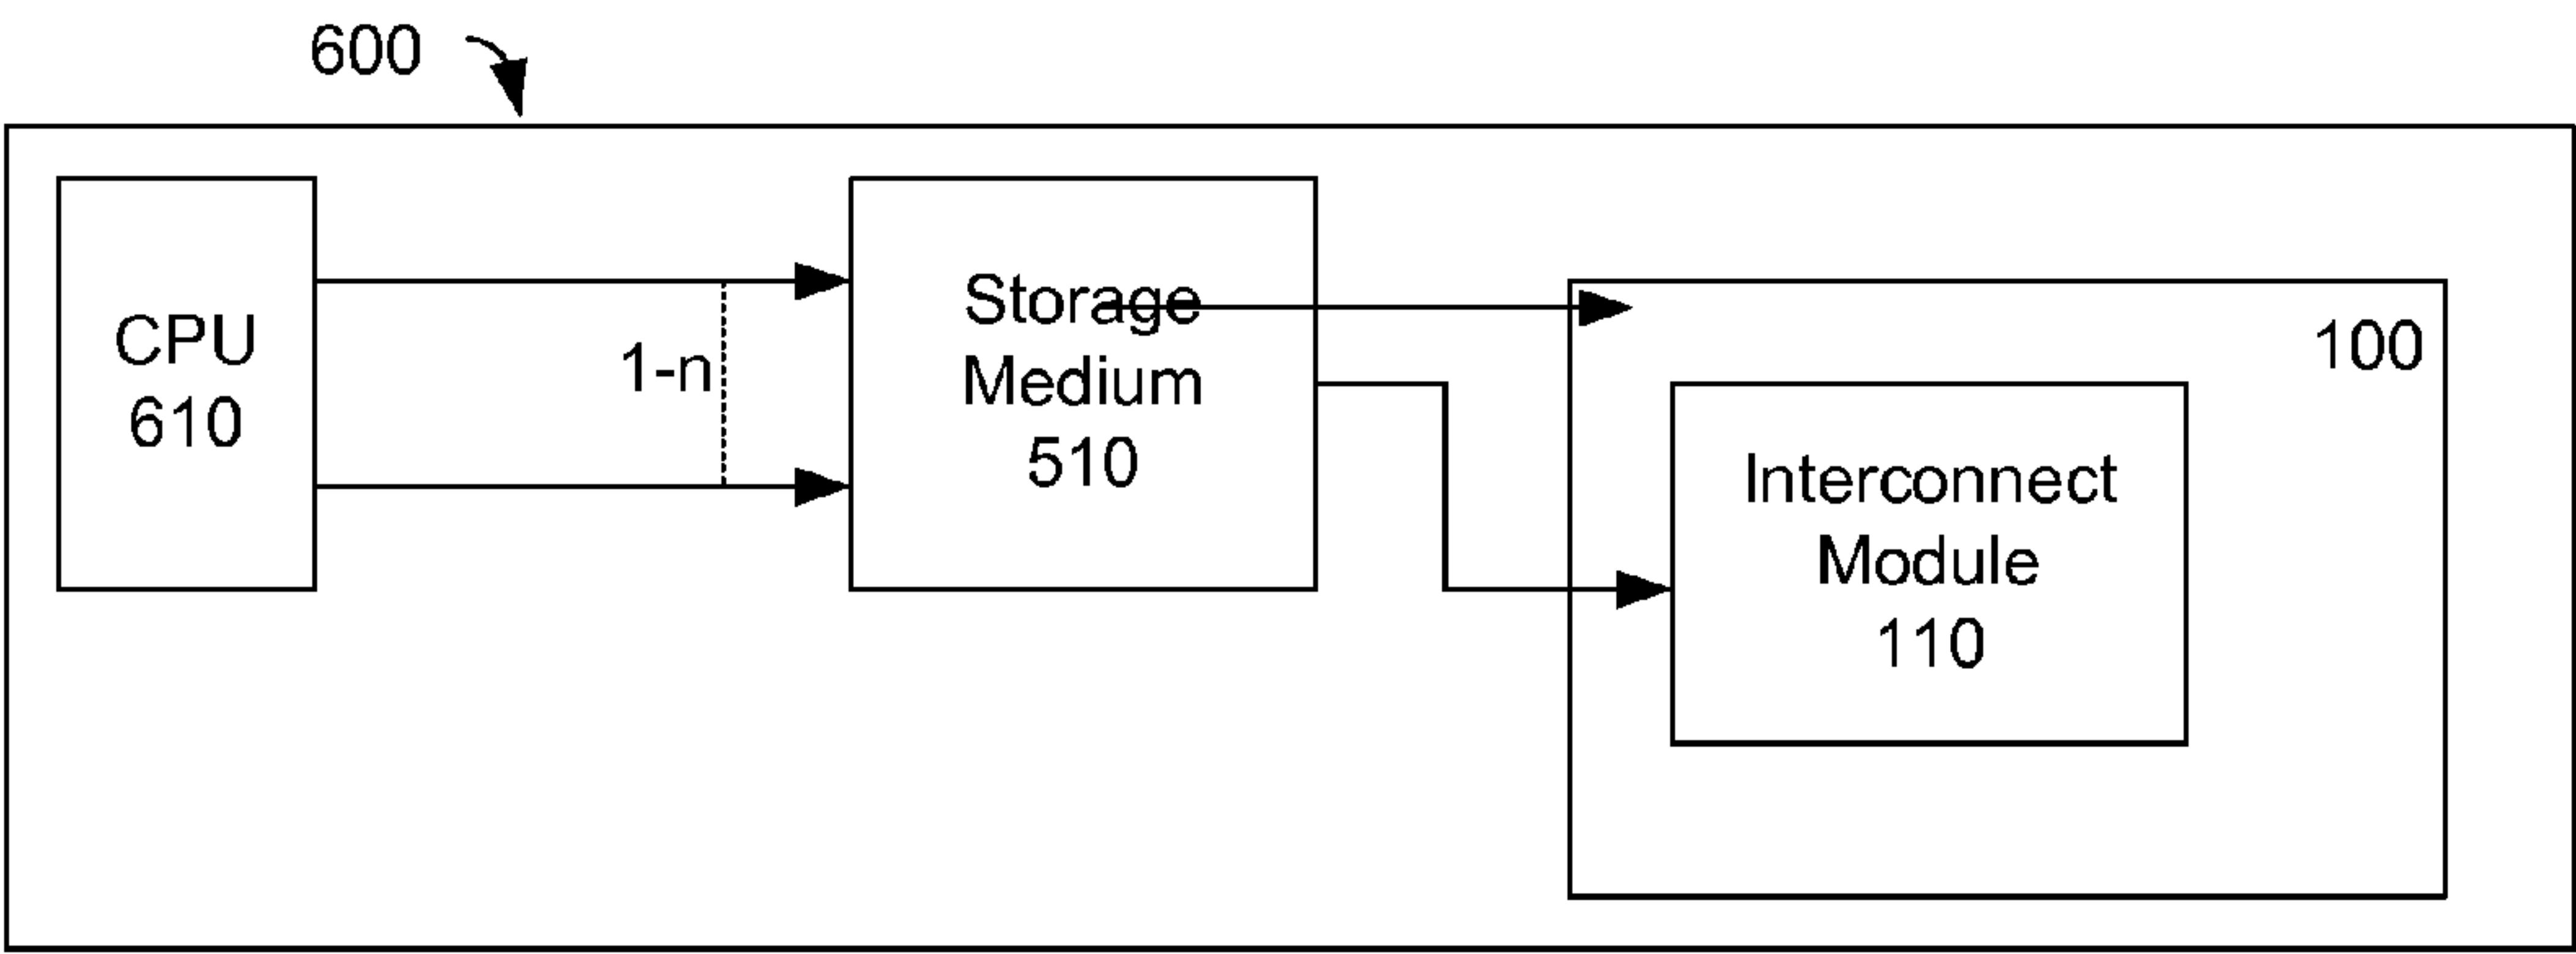 600
CPU
610
1-n
Storage
Medium
510
100
Interconnect
Module
110